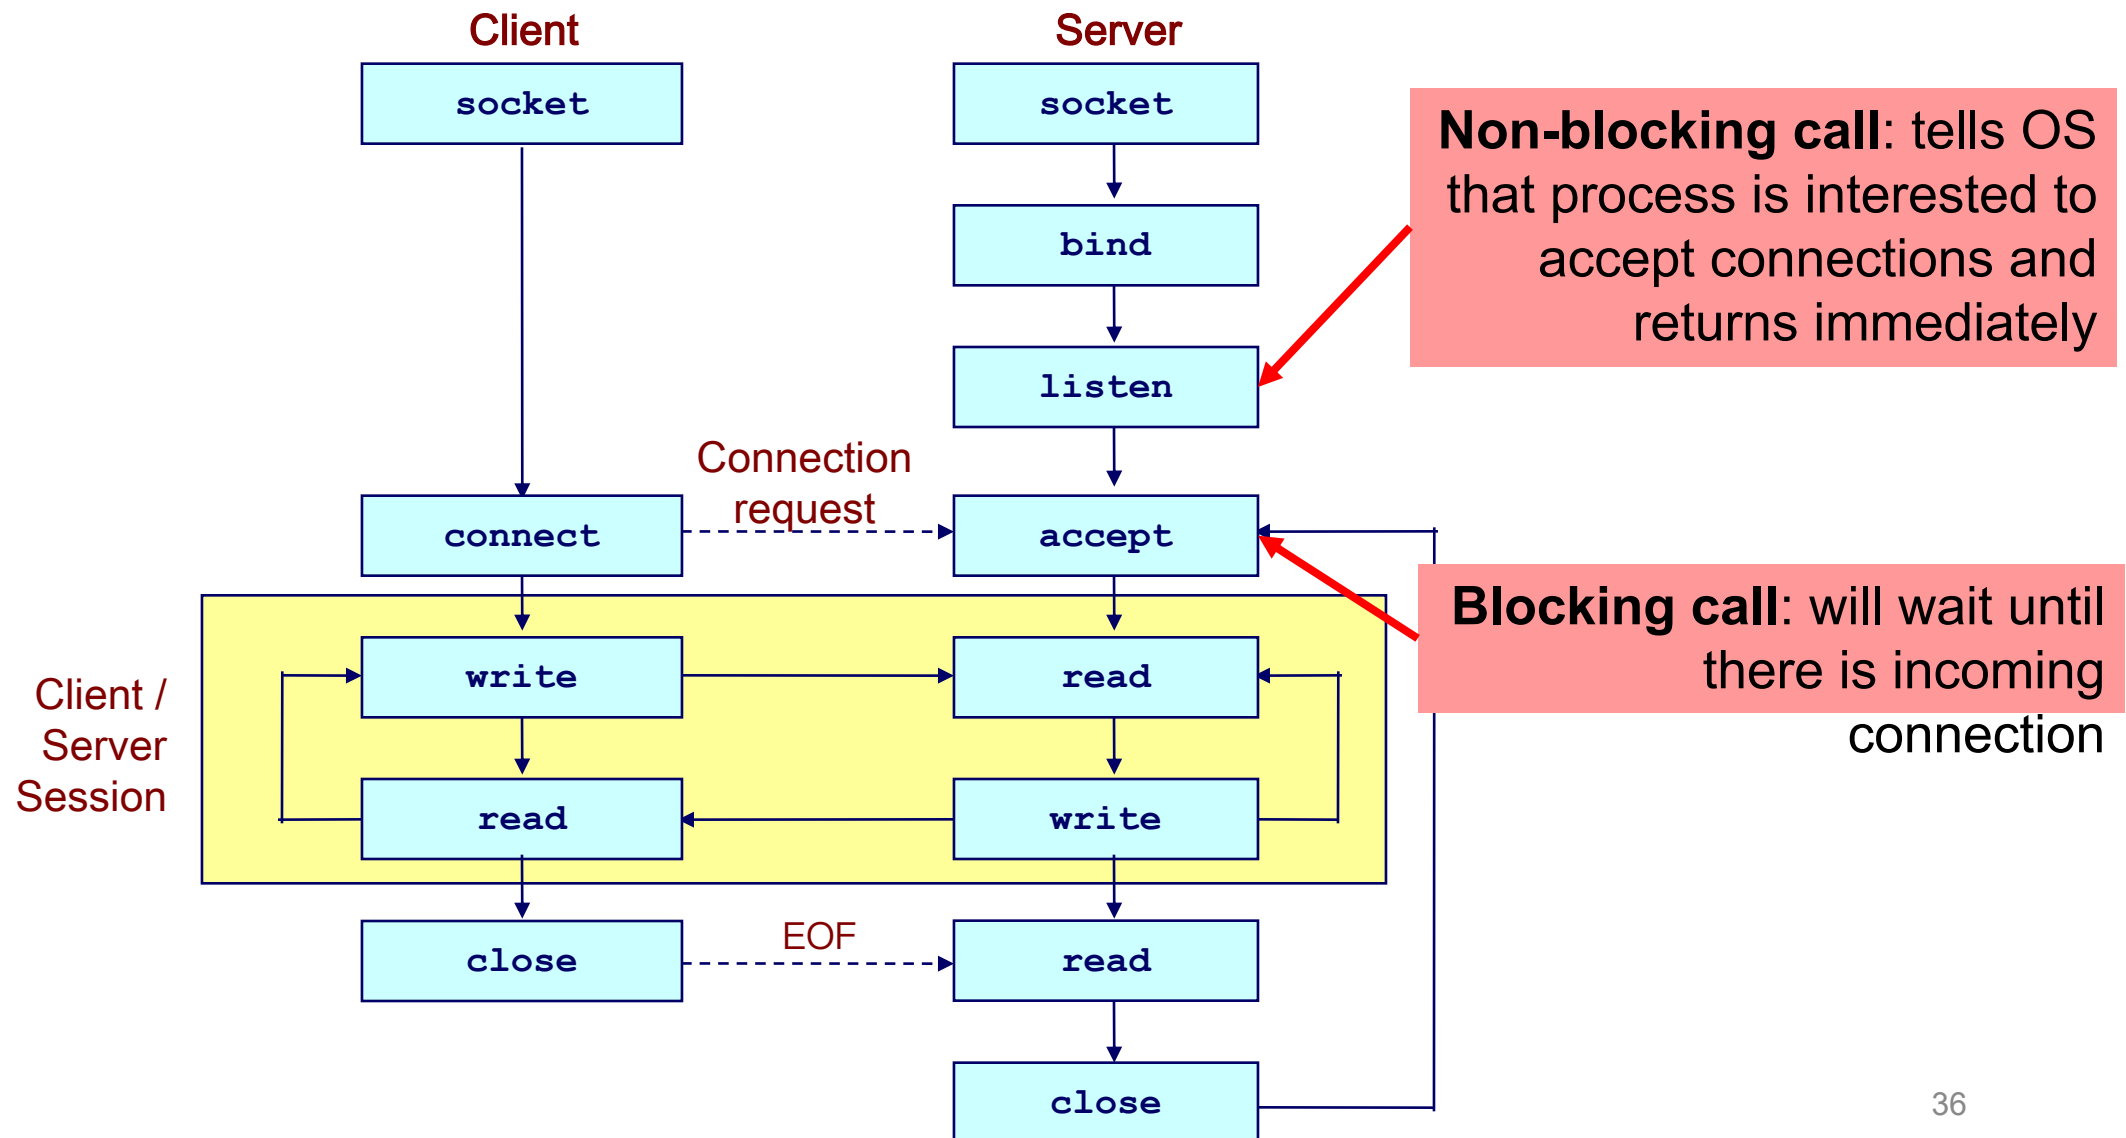 Client
Server
socket
socket
Non-blocking call: tells OS
that process is interested to
accept connections and
returns immediately
bind
listen
Connection
request
connect
accept
Blocking call: will wait until
there is incoming
connection
Client /
Server
Session
write
read
read
write
EOF
close
read
close
36